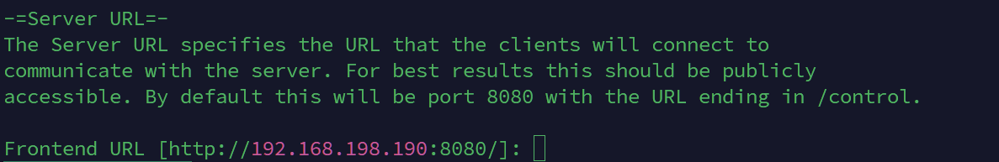 -=Server URL=-
The Server URL specifies the URL that the clients will connect to
communicate with the server. For best results this should be publicly
accessible. By default this will be port 8080 with the URL ending in /control.
Frontend URL [http://192.168.198.190:8080/]: